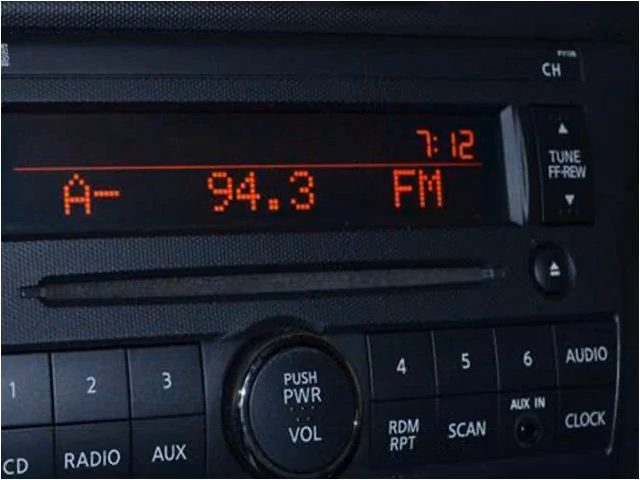 CH
7:12
TUNE
FF-REW
A- 94.3 FM
1 2 3
PUSH
PWR
VOL
4 5 6 AUDIO
CD RADIO AUX
RDM
RPT
SCAN
AUX IN
CLOCK